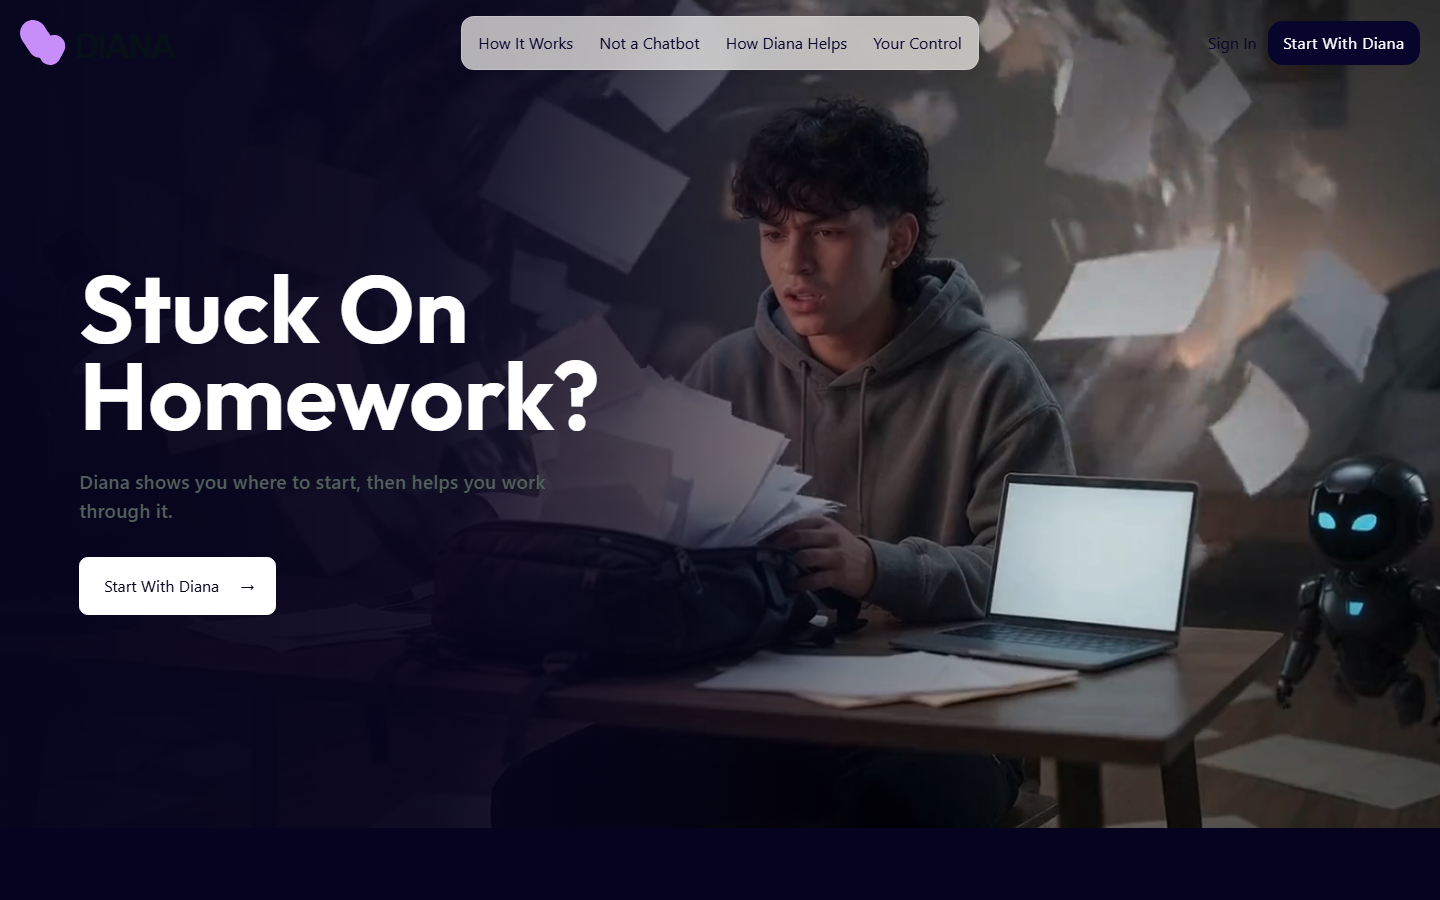 DIANA
How It Works
Not a Chatbot
How Diana Helps
Your Control
Sign In
Start With Diana
Stuck On
Homework?
Diana shows you where to start, then helps you work
through it.
Start With Diana →